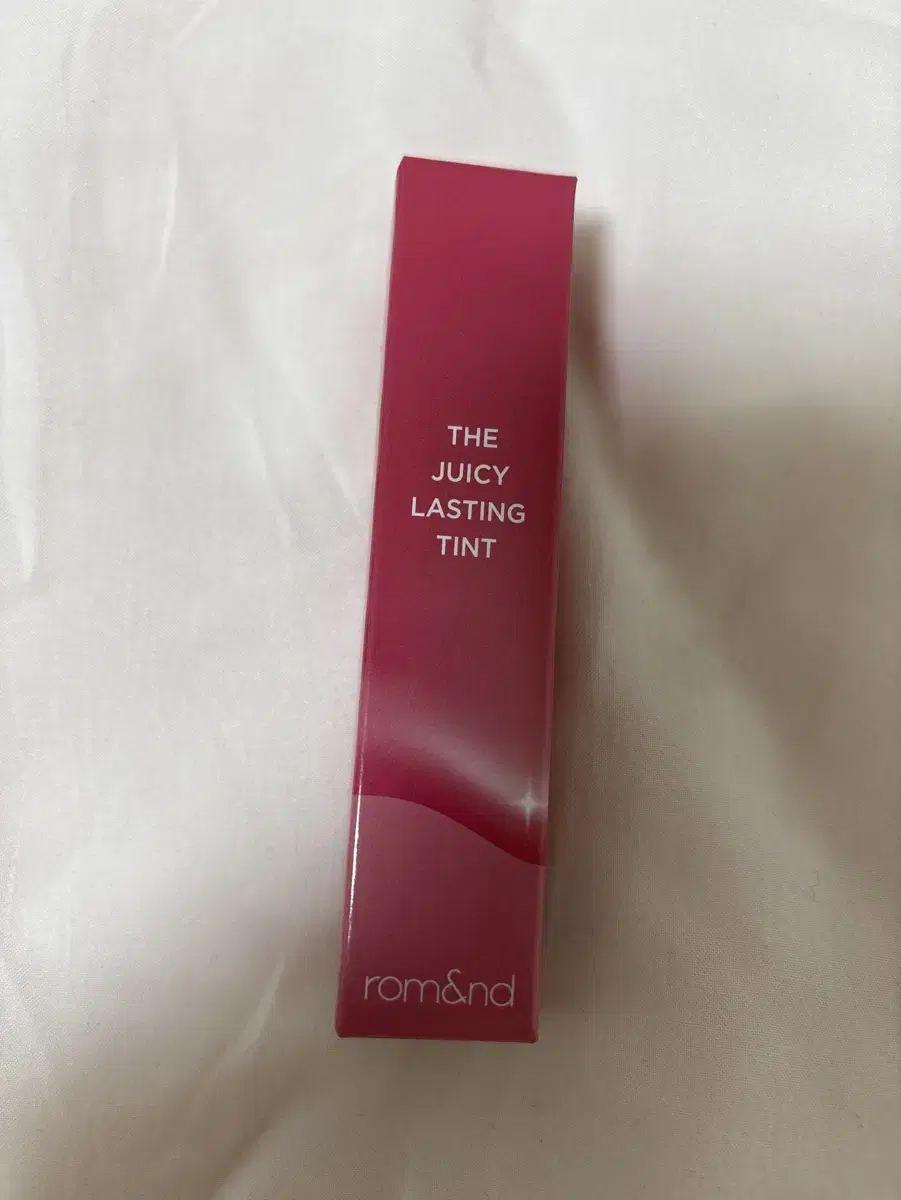 THE
JUICY
LASTING
TINT
rom&nd